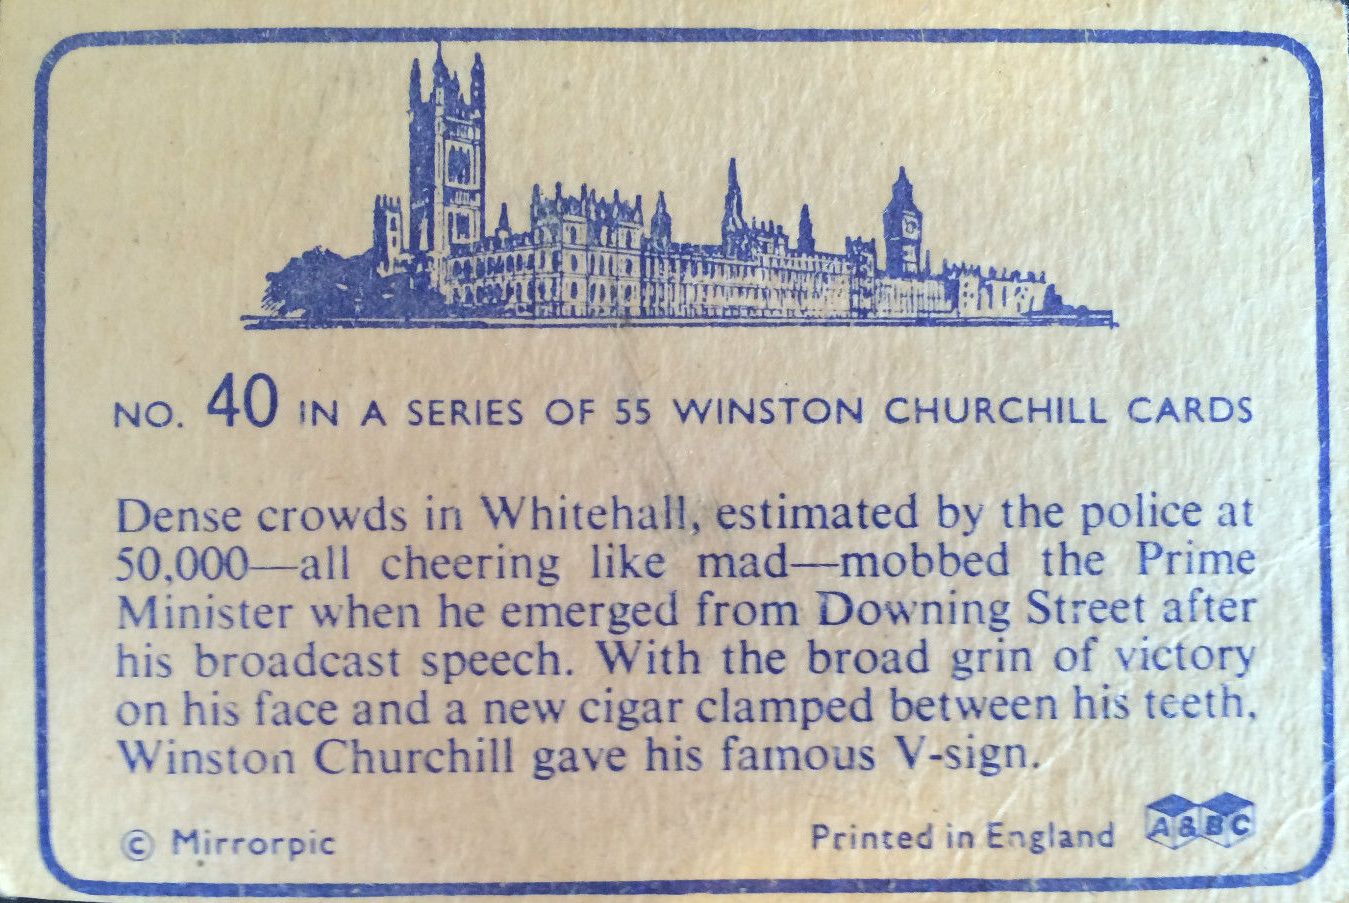 NO. 40 IN A SERIES OF 55 WINSTON CHURCHILL CARDS
Dense crowds in Whitehall, estimated by the police at
50,000—all cheering like mad—mobbed the Prime
Minister when he emerged from Downing Street after
his broadcast speech. With the broad grin of victory
on his face and a new cigar clamped between his teeth,
Winston Churchill gave his famous V-sign.
© Mirrorpic
Printed in England A&BC